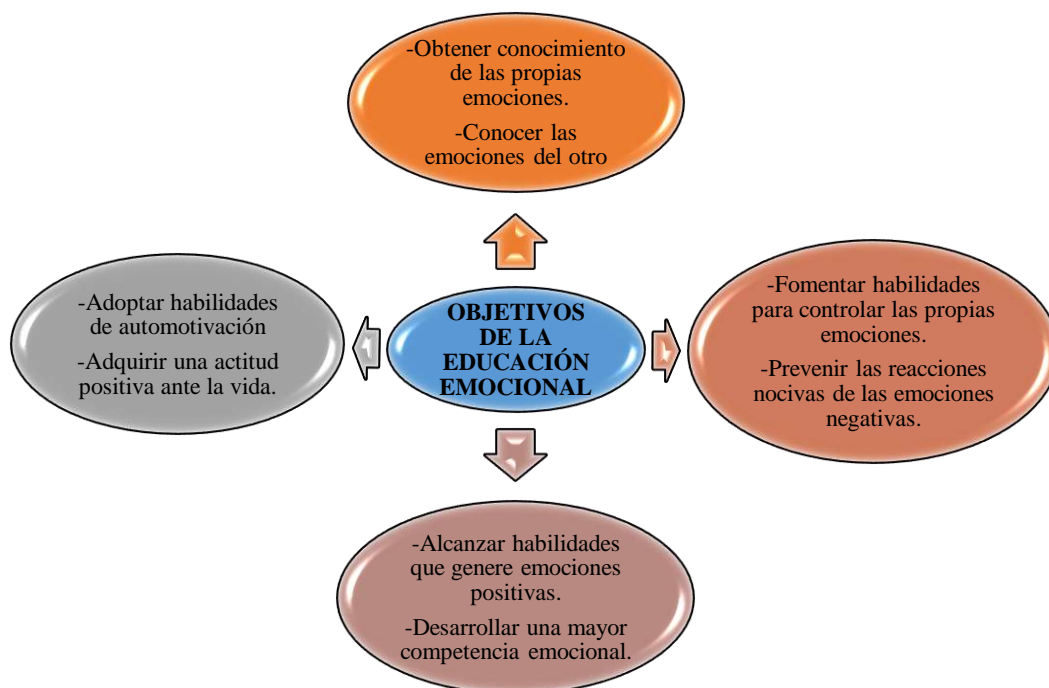 -Obtener conocimiento
de las propias
emociones.
-Conocer las
emociones del otro
-Adoptar habilidades
de automotivación
-Adquirir una actitud
positiva ante la vida.
OBJETIVOS
DE LA
EDUCACIÓN
EMOCIONAL
-Fomentar habilidades
para controlar las propias
emociones.
-Prevenir las reacciones
nocivas de las emociones
negativas.
-Alcanzar habilidades
que genere emociones
positivas.
-Desarrollar una mayor
competencia emocional.